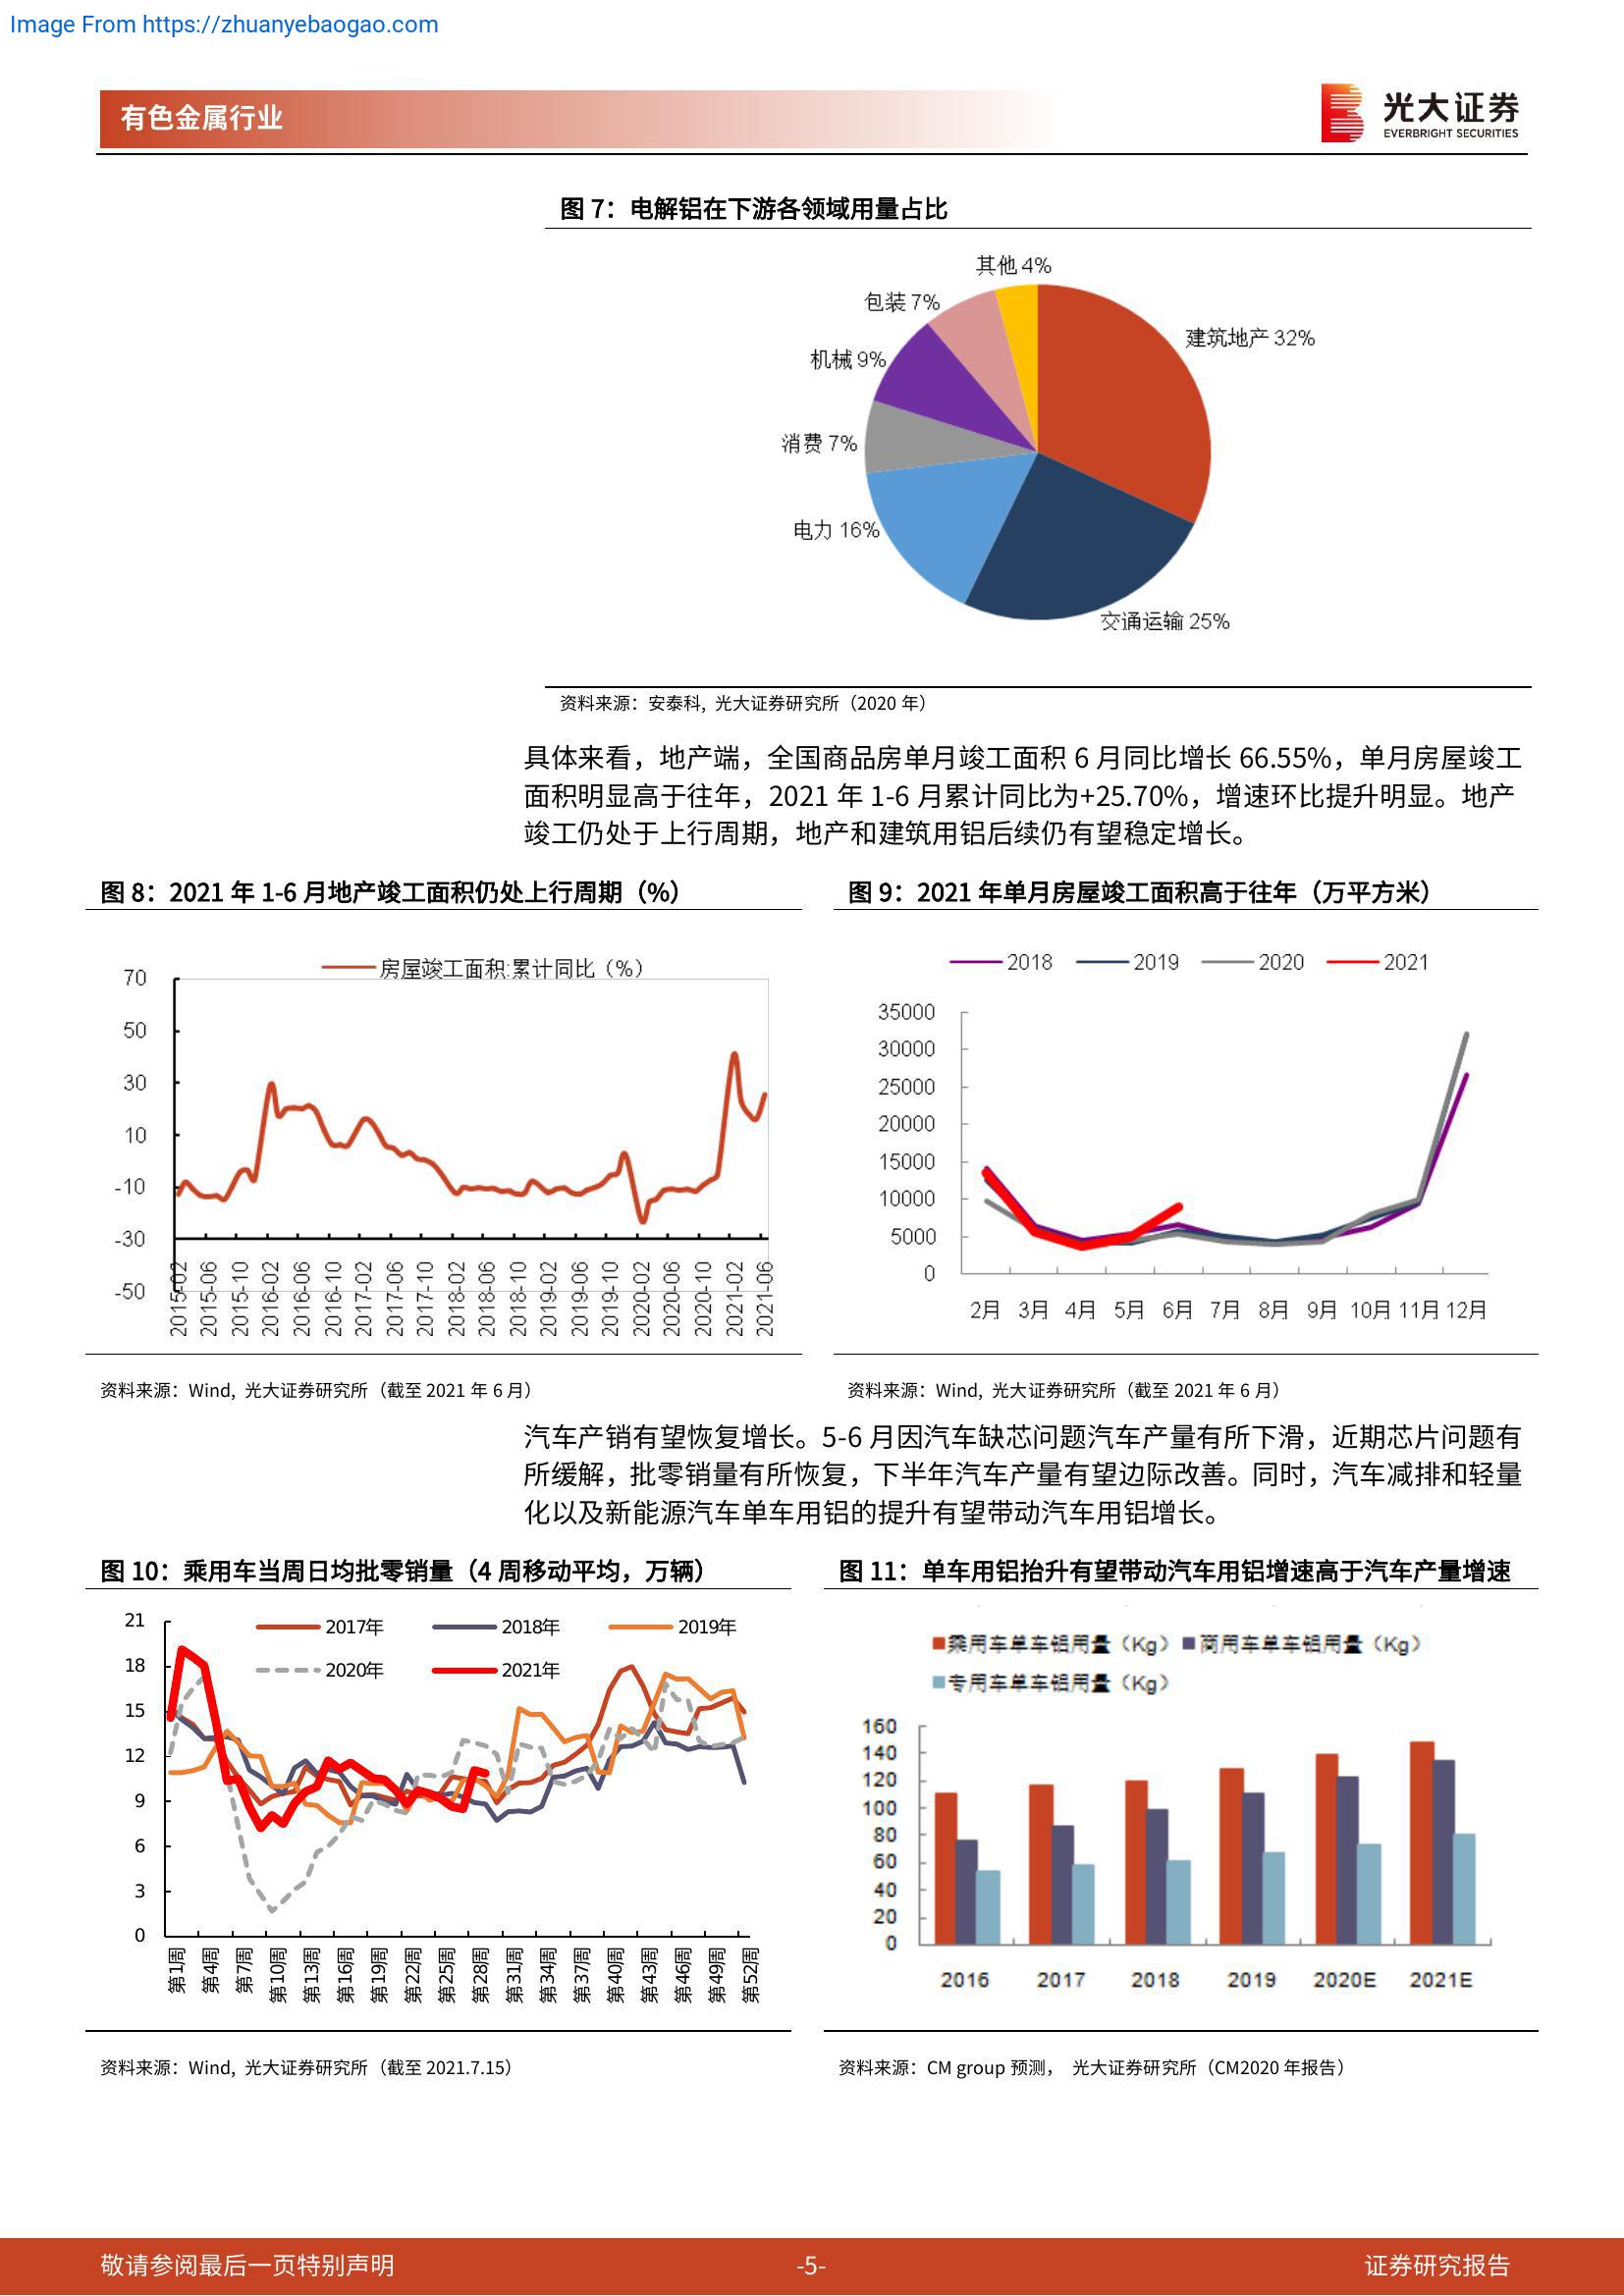 Image From https://zhuanyebaogao.com
有色金属行业
光大证券
EVERBRIGHT SECURITIES
图 7：电解铝在下游各领域用量占比
其他 4%
包装 7%
建筑地产 32%
机械 9%
消费 7%
电力 16%
交通运输 25%
资料来源：安泰科, 光大证券研究所（2020 年）
具体来看，地产端，全国商品房单月竣工面积 6 月同比增长 66.55%，单月房屋竣工
面积明显高于往年，2021 年 1-6 月累计同比为+25.70%，增速环比提升明显。地产
竣工仍处于上行周期，地产和建筑用铝后续仍有望稳定增长。
图 8：2021 年 1-6 月地产竣工面积仍处上行周期（%）
房屋竣工面积:累计同比（%）
70
50
30
10
-10
-30
-50
2015-02 2015-06 2015-10 2016-02 2016-06 2016-10 2017-02 2017-06 2017-10 2018-02 2018-06 2018-10 2019-02 2019-06 2019-10 2020-02 2020-06 2020-10 2021-02 2021-06
资料来源：Wind, 光大证券研究所（截至 2021 年 6 月）
图 9：2021 年单月房屋竣工面积高于往年（万平方米）
2018 2019 2020 2021
35000
30000
25000
20000
15000
10000
5000
0
2月 3月 4月 5月 6月 7月 8月 9月 10月 11月 12月
资料来源：Wind, 光大证券研究所（截至 2021 年 6 月）
汽车产销有望恢复增长。5-6 月因汽车缺芯问题汽车产量有所下滑，近期芯片问题有
所缓解，批零销量有所恢复，下半年汽车产量有望边际改善。同时，汽车减排和轻量
化以及新能源汽车单车用铝的提升有望带动汽车用铝增长。
图 10：乘用车当周日均批零销量（4 周移动平均，万辆）
2017年 2018年 2019年
2020年 2021年
21
18
15
12
9
6
3
0
第1周 第4周 第7周 第10周 第13周 第16周 第19周 第22周 第25周 第28周 第31周 第34周 第37周 第40周 第43周 第46周 第49周 第52周
资料来源：Wind, 光大证券研究所（截至 2021.7.15）
图 11：单车用铝抬升有望带动汽车用铝增速高于汽车产量增速
乘用车单车铝用量（Kg） 商用车单车铝用量（Kg）
专用车单车铝用量（Kg）
160
140
120
100
80
60
40
20
0
2016 2017 2018 2019 2020E 2021E
资料来源：CM group 预测， 光大证券研究所（CM2020 年报告）
敬请参阅最后一页特别声明
-5-
证券研究报告